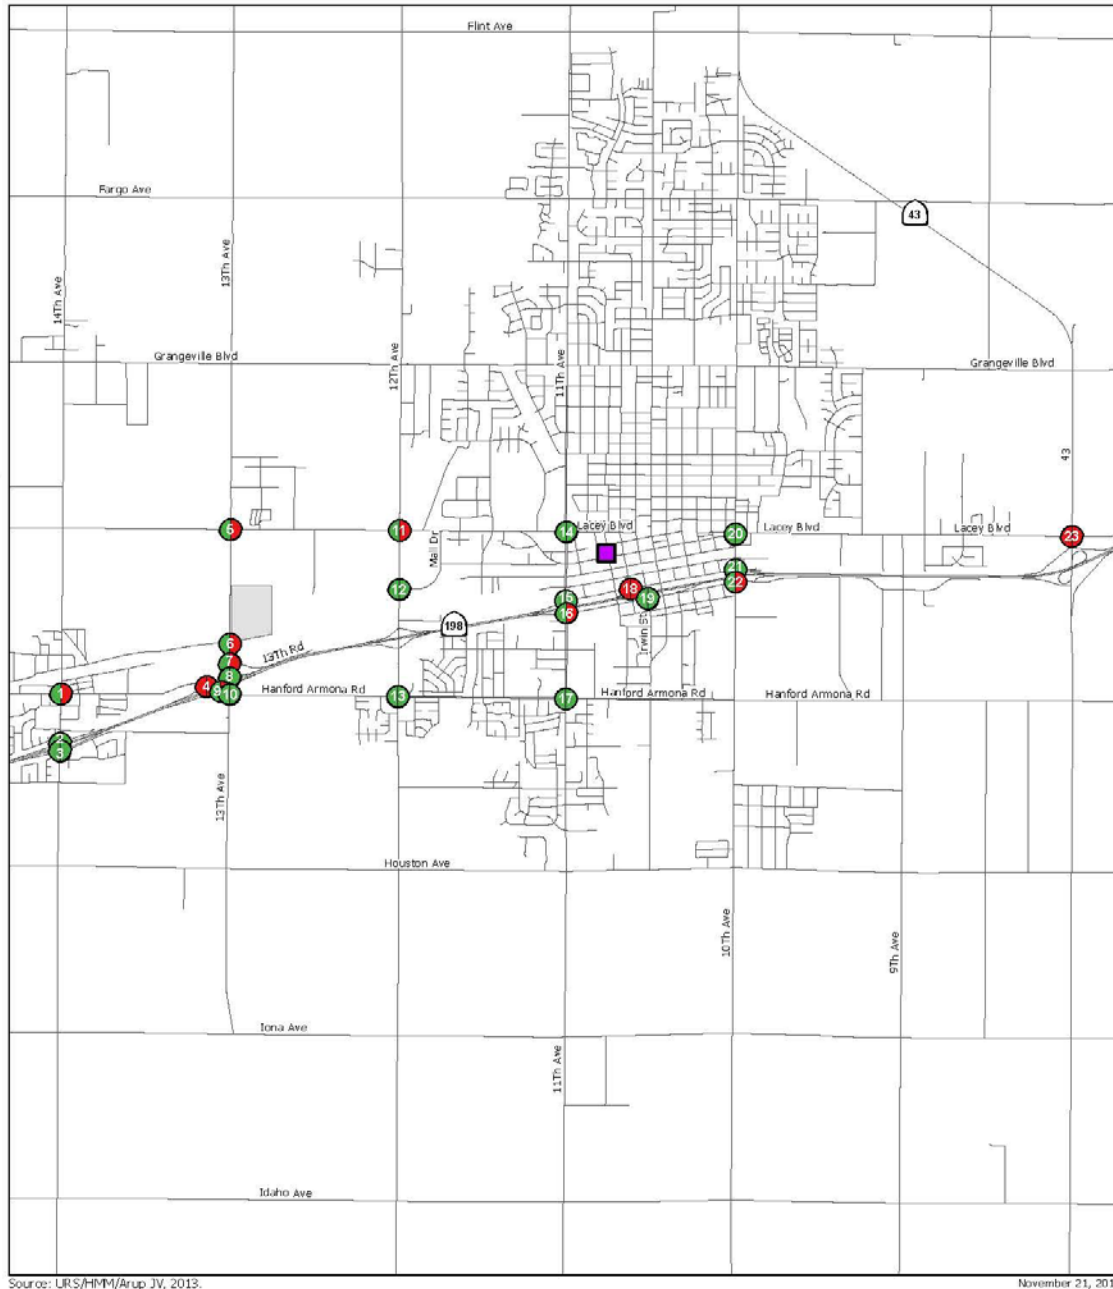 Flint Ave
Fargo Ave
43
13Th Ave
14Th Ave
12Th Ave
11Th Ave
Grangeville Blvd
Grangeville Blvd
43
5
11
14
Lacey Blvd
20
Lacey Blvd
Lacey Blvd
23
Mall Dr
12
21
22
18
15
19
16
198
Irwin St
6
13Th Rd
7
8
4
9
10
1
Hanford Armona Rd
13
17
Hanford Armona Rd
Hanford Armona Rd
2
3
13Th Ave
Houston Ave
10Th Ave
9Th Ave
Iona Ave
11Th Ave
Idaho Ave
Source: URS/HMM/Arup JV, 2013.
November 21, 201